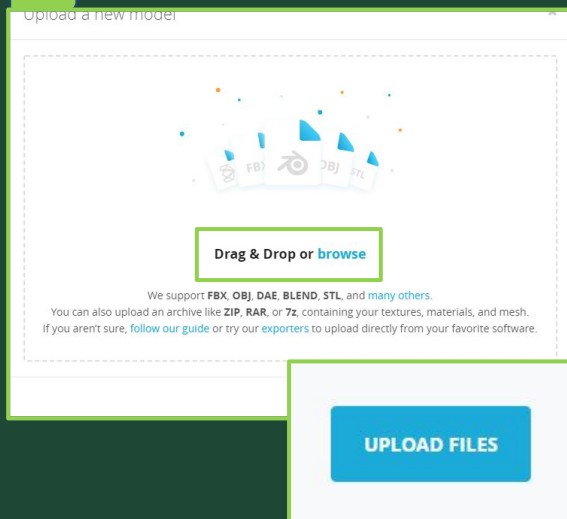 Upload a new model
FBX
OBJ
STL
Drag & Drop or browse
We support FBX, OBJ, DAE, BLEND, STL, and many others.
You can also upload an archive like ZIP, RAR, or 7z, containing your textures, materials, and mesh.
If you aren't sure, follow our guide or try our exporters to upload directly from your favorite software.
UPLOAD FILES